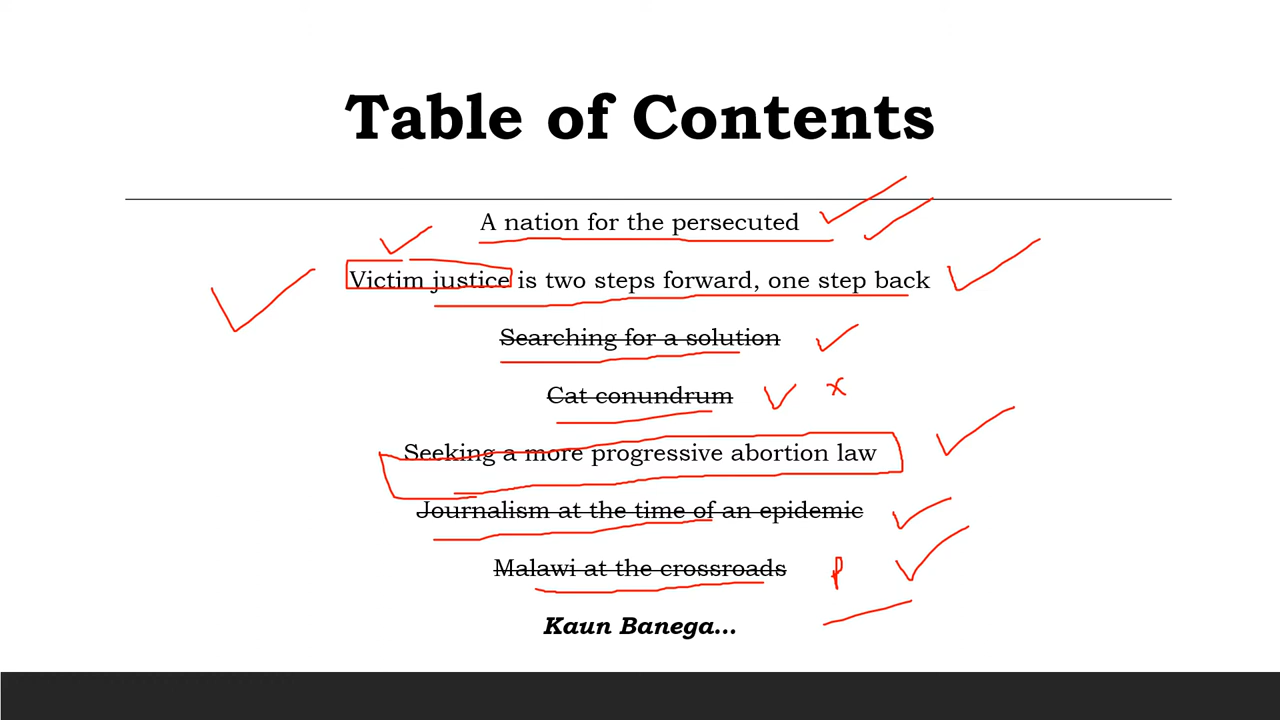 Table of Contents
A nation for the persecuted
Victim justice is two steps forward, one step back
Searching for a solution
Cat conundrum x
Seeking a more progressive abortion law
Journalism at the time of an epidemic
Malawi at the crossroads P
Kaun Banega...